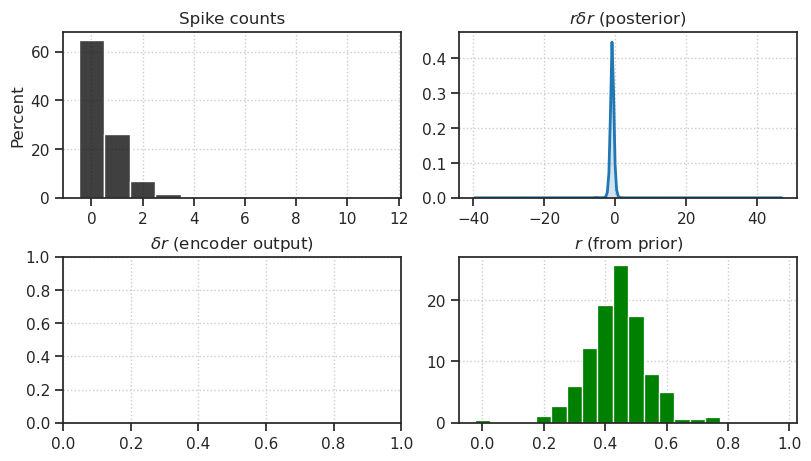 Spike counts
rδr (posterior)
Percent
60
40
20
0
0 2 4 6 8 10 12
0.4
0.3
0.2
0.1
0.0
−40 −20 0 20 40
δr (encoder output)
r (from prior)
1.0
0.8
0.6
0.4
0.2
0.0
0.0 0.2 0.4 0.6 0.8 1.0
20
10
0
0.0 0.2 0.4 0.6 0.8 1.0